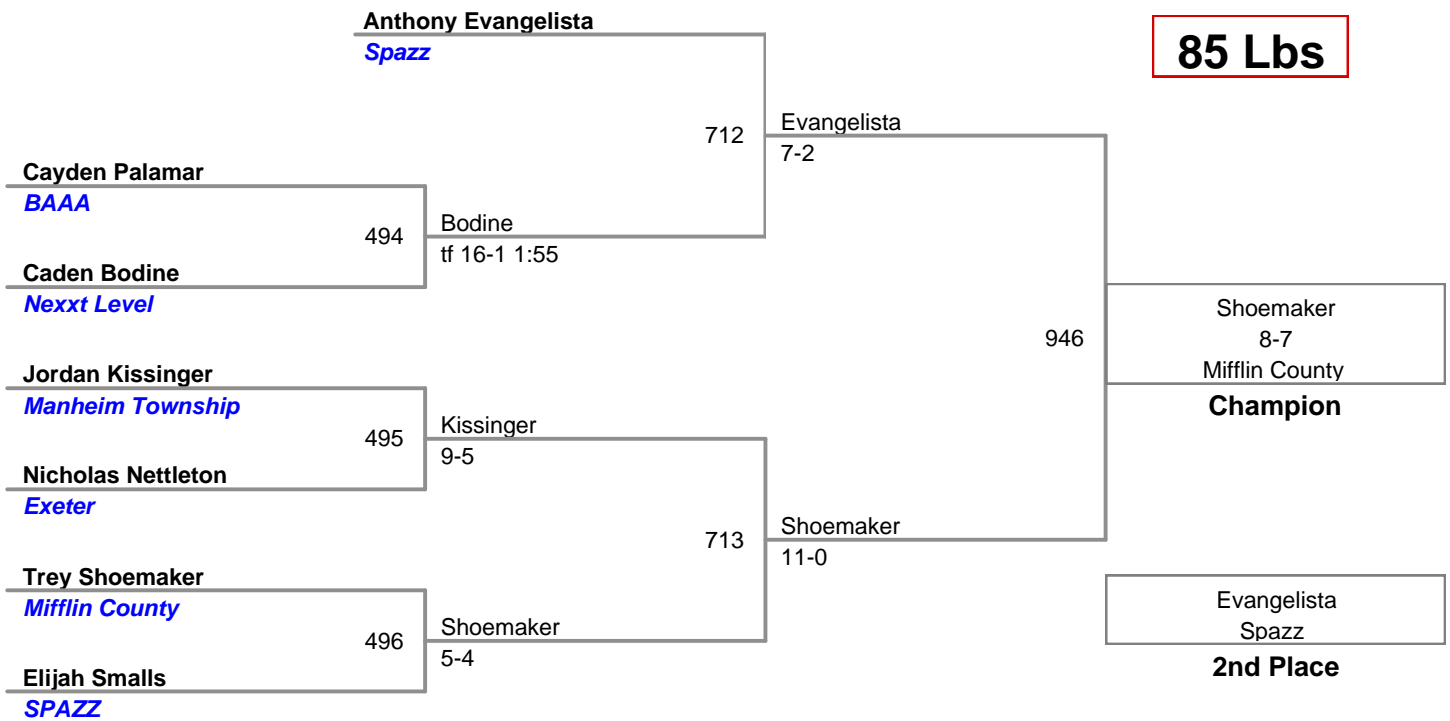 Anthony Evangelista
Spazz
85 Lbs
712
Evangelista
7-2
Cayden Palamar
BAAA
494
Bodine
tf 16-1 1:55
Caden Bodine
Nexxt Level
946
Shoemaker
8-7
Mifflin County
Champion
Jordan Kissinger
Manheim Township
495
Kissinger
9-5
Nicholas Nettleton
Exeter
713
Shoemaker
11-0
Trey Shoemaker
Mifflin County
496
Shoemaker
5-4
Elijah Smalls
SPAZZ
Evangelista
Spazz
2nd Place